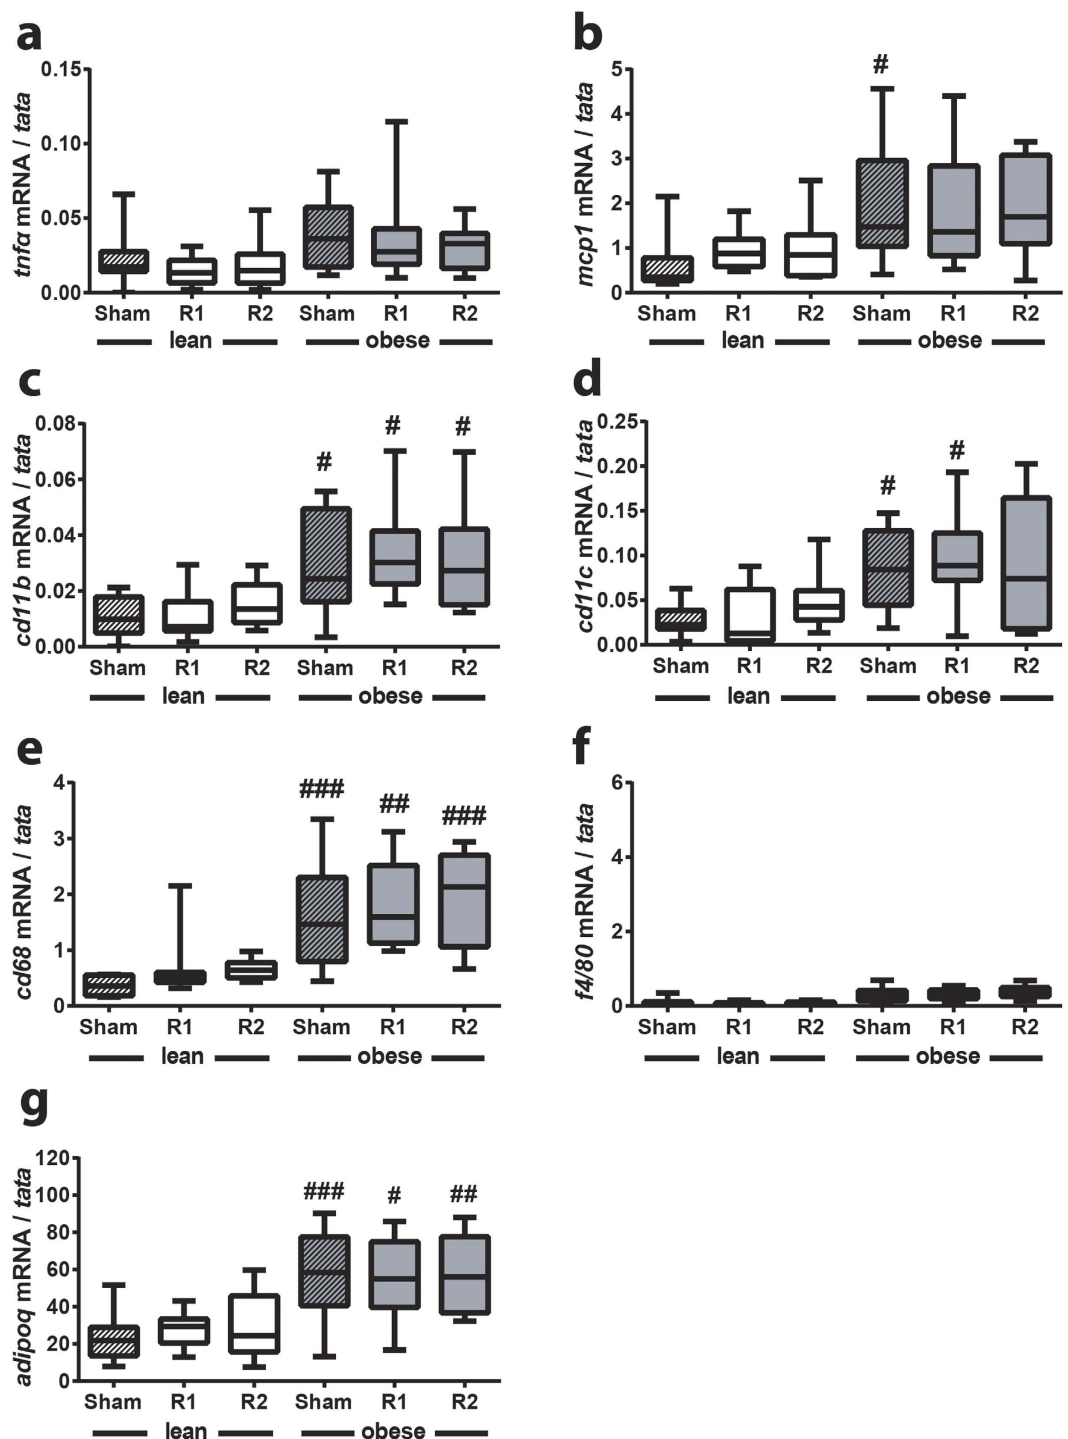 a
tnfα mRNA / tata
0.15
0.10
0.05
0.00
Sham R1 R2 Sham R1 R2
lean obese
b
mcp1 mRNA / tata
5
4
3
2
1
0
#
Sham R1 R2 Sham R1 R2
lean obese
c
cd11b mRNA / tata
0.08
0.06
0.04
0.02
0.00
# # #
Sham R1 R2 Sham R1 R2
lean obese
d
cd11c mRNA / tata
0.25
0.20
0.15
0.10
0.05
0.00
# #
Sham R1 R2 Sham R1 R2
lean obese
e
cd68 mRNA / tata
4
3
2
1
0
### ## ###
Sham R1 R2 Sham R1 R2
lean obese
f
f4/80 mRNA / tata
6
4
2
0
Sham R1 R2 Sham R1 R2
lean obese
g
adipoq mRNA / tata
120
100
80
60
40
20
0
### # ##
Sham R1 R2 Sham R1 R2
lean obese